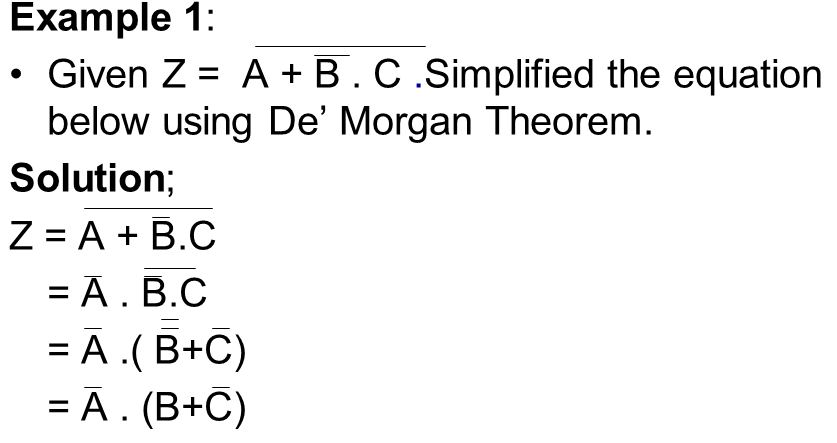 Example 1:
• Given Z = \overline{A + \overline{B} . C} .Simplified the equation
below using De’ Morgan Theorem.
Solution;
Z = \overline{A + \overline{B}.C}
= \overline{A} . \overline{\overline{B}.C}
= \overline{A} .( \overline{\overline{B}}+\overline{C})
= \overline{A} . (B+\overline{C})